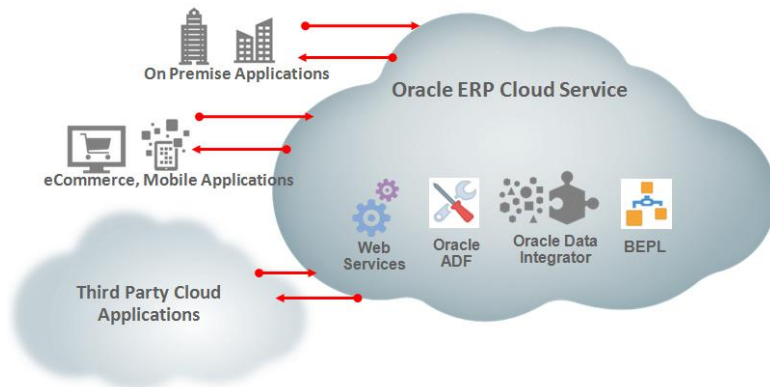 On Premise Applications
Oracle ERP Cloud Service
eCommerce, Mobile Applications
Web
Services
Oracle
ADF
Oracle Data
Integrator
BEPL
Third Party Cloud
Applications